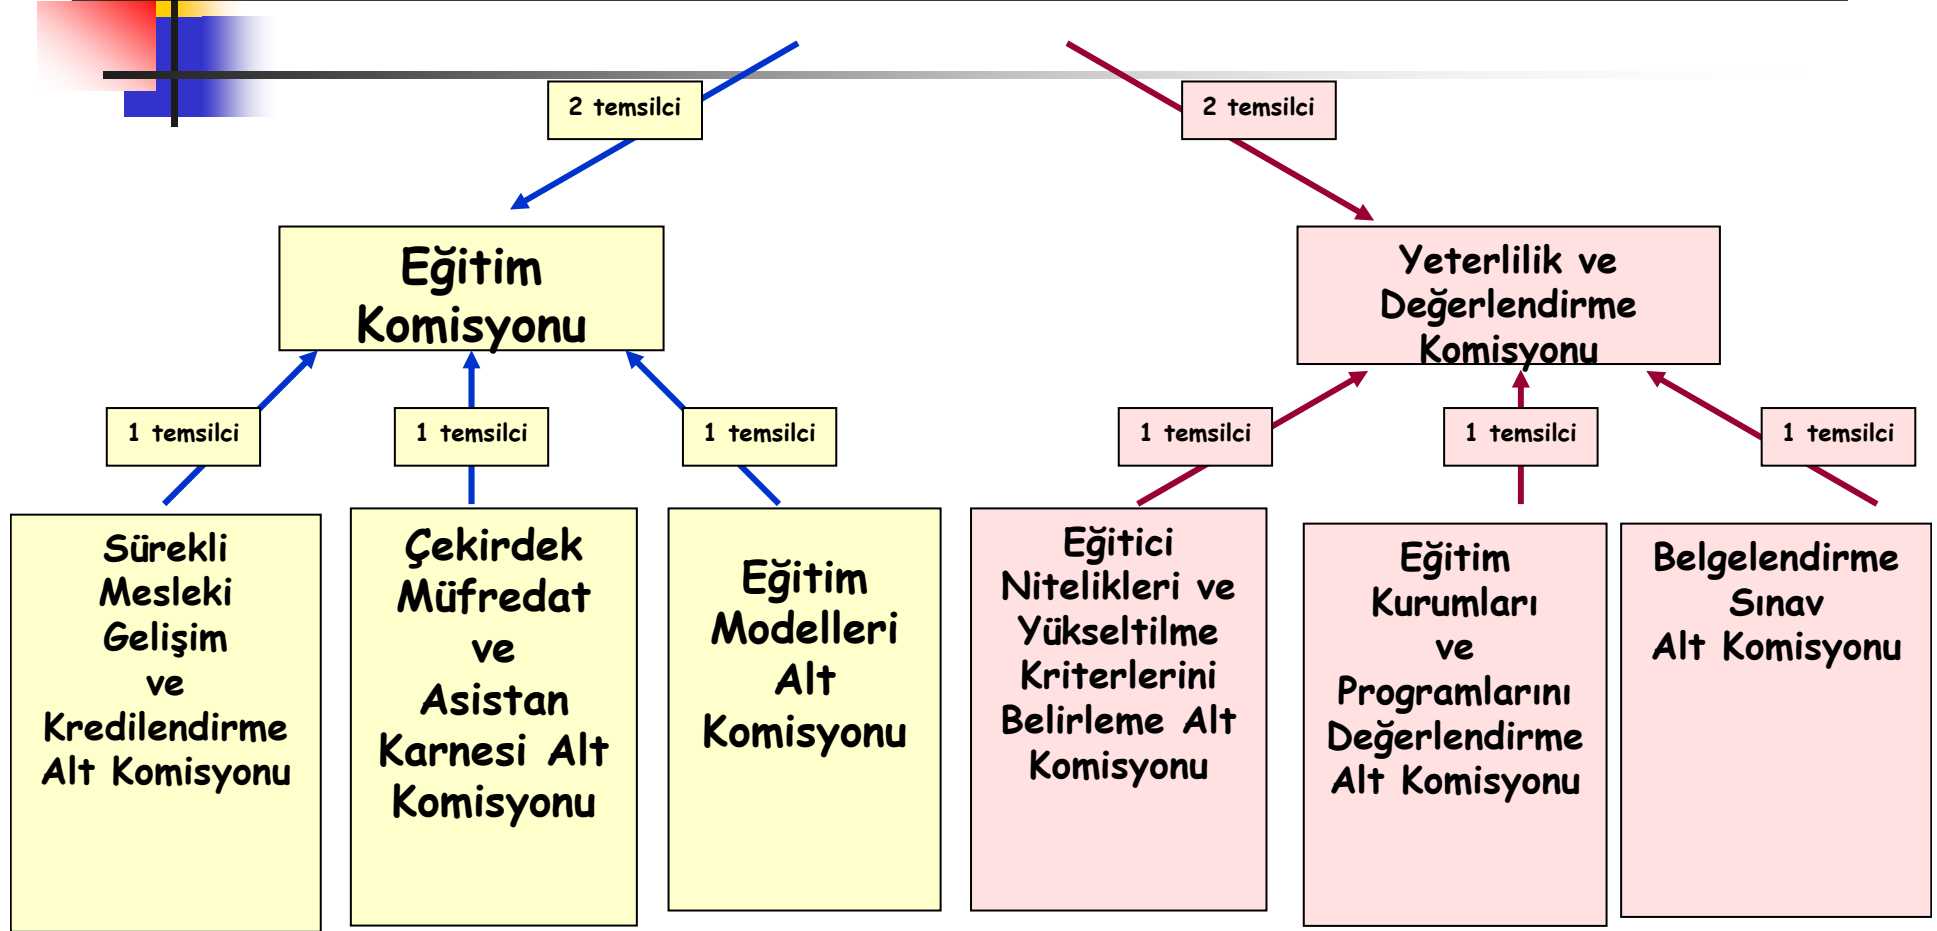 2 temsilci
2 temsilci
Eğitim
Komisyonu
Yeterlilik ve
Değerlendirme
Komisyonu
1 temsilci
1 temsilci
1 temsilci
1 temsilci
1 temsilci
1 temsilci
Sürekli
Mesleki
Gelişim
ve
Kredilendirme
Alt Komisyonu
Çekirdek
Müfredat
ve
Asistan
Karnesi Alt
Komisyonu
Eğitim
Modelleri
Alt
Komisyonu
Eğitici
Nitelikleri ve
Yükseltilme
Kriterlerini
Belirleme Alt
Komisyonu
Eğitim
Kurumları
ve
Programlarını
Değerlendirme
Alt Komisyonu
Belgelendirme
Sınav
Alt Komisyonu